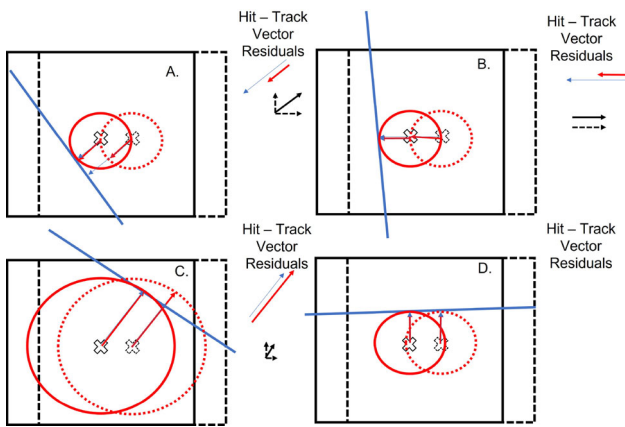 A.
Hit – Track
Vector
Residuals
B.
Hit – Track
Vector
Residuals
C.
Hit – Track
Vector
Residuals
D.
Hit – Track
Vector
Residuals